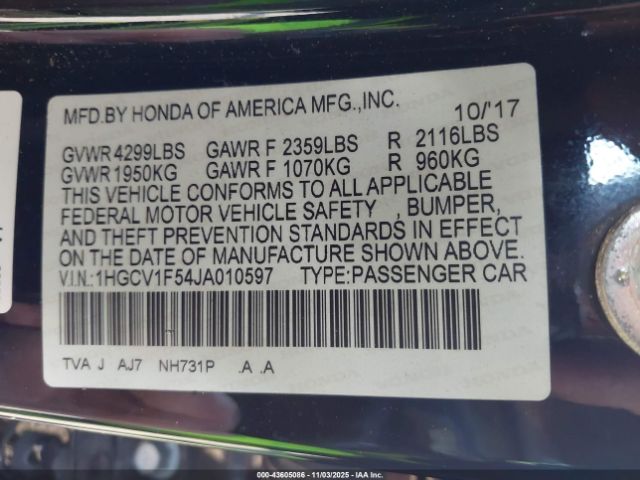 MFD.BY HONDA OF AMERICA MFG.,INC. 10/'17
GVWR 4299LBS GAWR F 2359LBS R 2116LBS
GVWR 1950KG GAWR F 1070KG R 960KG
THIS VEHICLE CONFORMS TO ALL APPLICABLE
FEDERAL MOTOR VEHICLE SAFETY , BUMPER,
AND THEFT PREVENTION STANDARDS IN EFFECT
ON THE DATE OF MANUFACTURE SHOWN ABOVE.
V.I.N.:1HGCV1F54JA010597 TYPE:PASSENGER CAR
TVA J AJ7 NH731P .A .A
000-43605086 - 11/03/2025 - IAA Inc.